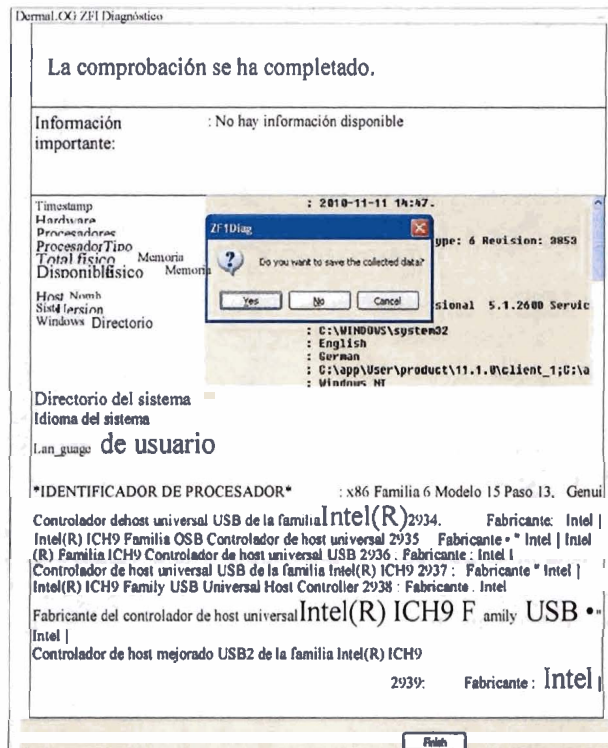 DermaLOG ZFI Diagnóstico
La comprobación se ha completado.
Información importante: : No hay información disponible
Timestamp : 2010-11-11 14:47.
Hardware
Procesadores
ProcesadorTipo ype: 6 Revision: 3853
Total físico Memoria
Disponiblfísico Memoria
ZF1Diag
Do you want to save the collected data?
Yes No Cancel
Host Nomb
Sist Version sional 5.1.2600 Servic
Windows Directorio
: C:\WINDOWS\system32
: English
: German
: C:\app\User\product\11.1.0\client_1;C:\a
: Windows NT
Directorio del sistema
Idioma del sistema
Lan_guage de usuario
*IDENTIFICADOR DE PROCESADOR* : x86 Familia 6 Modelo 15 Paso 13, Genui
Controlador dehost universal USB de la familia Intel(R) 2934. Fabricante: Intel |
Intel(R) ICH9 Familia OSB Controlador de host universal 2935 Fabricante • " Intel | Intel
(R) Familia ICH9 Controlador de host universal USB 2936 . Fabricante : Intel I
Controlador de host universal USB de la familia Intel(R) ICH9 2937 : Fabricante " Intel |
Intel(R) ICH9 Family USB Universal Host Controller 2938 : Fabricante . Intel
Fabricante del controlador de host universal Intel(R) ICH9 F amily USB •"
Intel |
Controlador de host mejorado USB2 de la familia Intel(R) ICH9
2939: Fabricante : Intel |
Finish